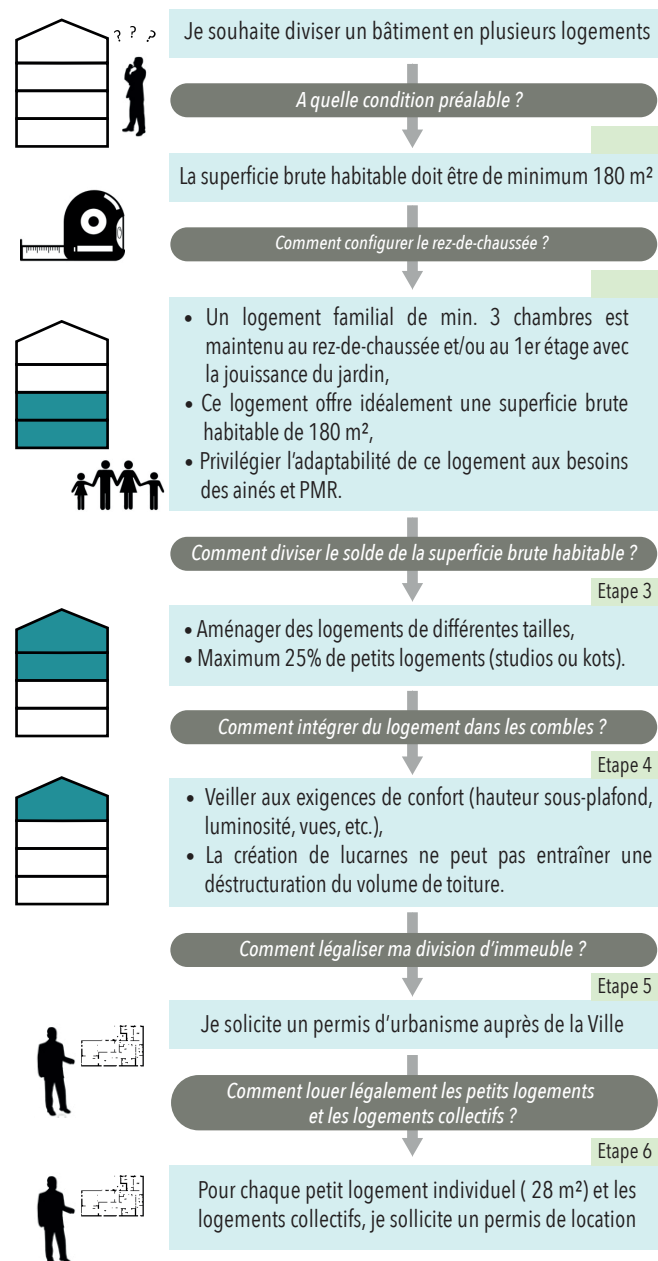 ? ? ?
Je souhaite diviser un bâtiment en plusieurs logements
A quelle condition préalable ?
La superficie brute habitable doit être de minimum 180 m²
Comment configurer le rez-de-chaussée ?
• Un logement familial de min. 3 chambres est
maintenu au rez-de-chaussée et/ou au 1er étage avec
la jouissance du jardin,
• Ce logement offre idéalement une superficie brute
habitable de 180 m²,
• Privilégier l'adaptabilité de ce logement aux besoins
des ainés et PMR.
Comment diviser le solde de la superficie brute habitable ?
Etape 3
• Aménager des logements de différentes tailles,
• Maximum 25% de petits logements (studios ou kots).
Comment intégrer du logement dans les combles ?
Etape 4
• Veiller aux exigences de confort (hauteur sous-plafond,
luminosité, vues, etc.),
• La création de lucarnes ne peut pas entraîner une
déstructuration du volume de toiture.
Comment légaliser ma division d'immeuble ?
Etape 5
Je solicite un permis d'urbanisme auprès de la Ville
Comment louer légalement les petits logements
et les logements collectifs ?
Etape 6
Pour chaque petit logement individuel ( 28 m²) et les
logements collectifs, je sollicite un permis de location